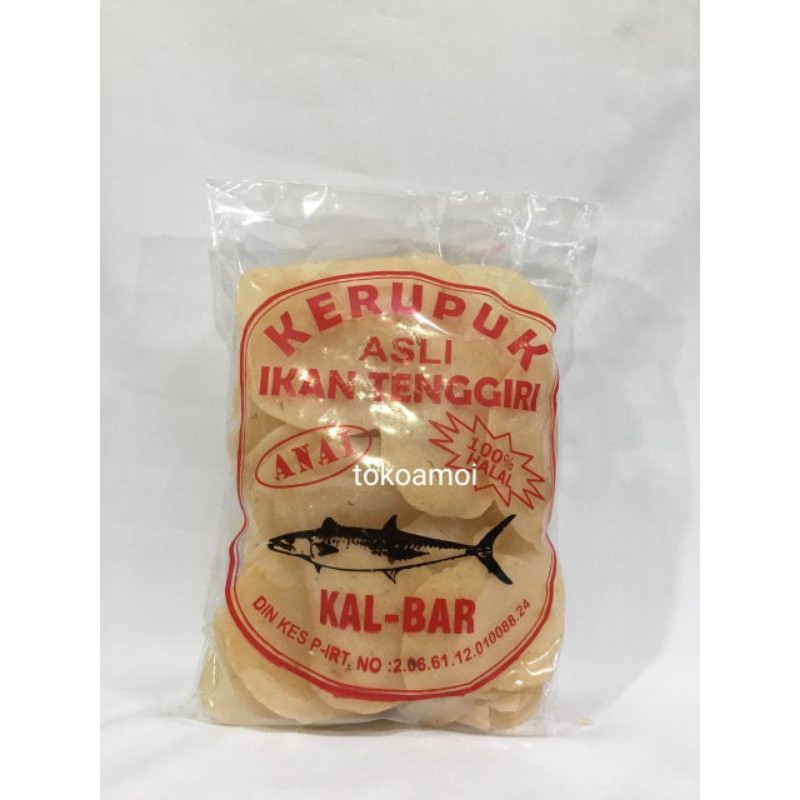 KERUPUK
ASLI
IKAN TENGGIRI
ANAI
100%
HALAL
tokoamoi
KAL-BAR
DIN KES P-IRT, NO :2.06.61.12.010088.24